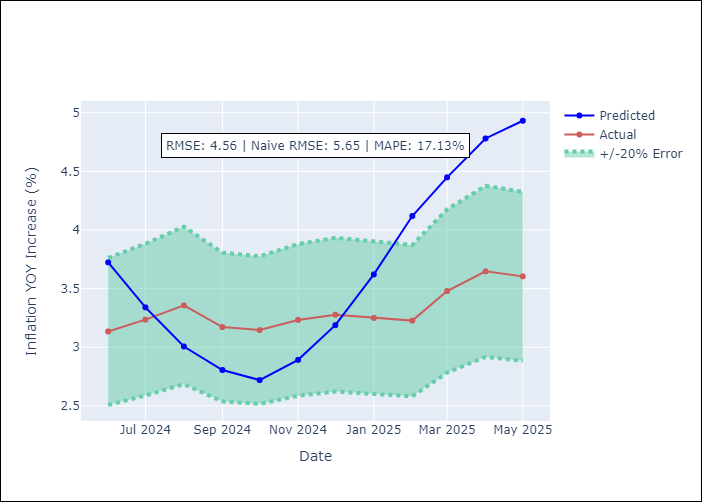 RMSE: 4.56 | Naive RMSE: 5.65 | MAPE: 17.13%
Predicted
Actual
+/-20% Error
Inflation YOY Increase (%)
5
4.5
4
3.5
3
2.5
Jul 2024
Sep 2024
Nov 2024
Jan 2025
Mar 2025
May 2025
Date